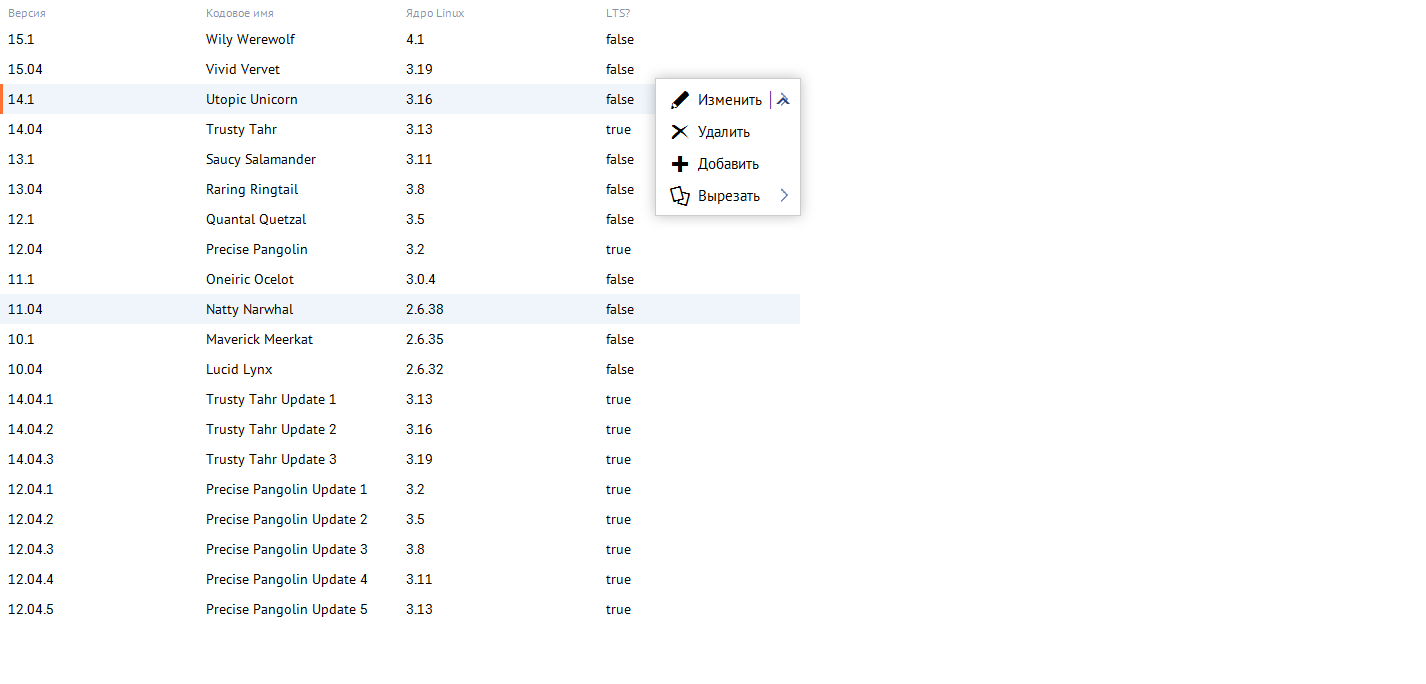 Версия Кодовое имя Ядро Linux LTS?
15.1 Wily Werewolf 4.1 false
15.04 Vivid Vervet 3.19 false
14.1 Utopic Unicorn 3.16 false Изменить
14.04 Trusty Tahr 3.13 true Удалить
13.1 Saucy Salamander 3.11 false Добавить
13.04 Raring Ringtail 3.8 false Вырезать
12.1 Quantal Quetzal 3.5 false
12.04 Precise Pangolin 3.2 true
11.1 Oneiric Ocelot 3.0.4 false
11.04 Natty Narwhal 2.6.38 false
10.1 Maverick Meerkat 2.6.35 false
10.04 Lucid Lynx 2.6.32 false
14.04.1 Trusty Tahr Update 1 3.13 true
14.04.2 Trusty Tahr Update 2 3.16 true
14.04.3 Trusty Tahr Update 3 3.19 true
12.04.1 Precise Pangolin Update 1 3.2 true
12.04.2 Precise Pangolin Update 2 3.5 true
12.04.3 Precise Pangolin Update 3 3.8 true
12.04.4 Precise Pangolin Update 4 3.11 true
12.04.5 Precise Pangolin Update 5 3.13 true